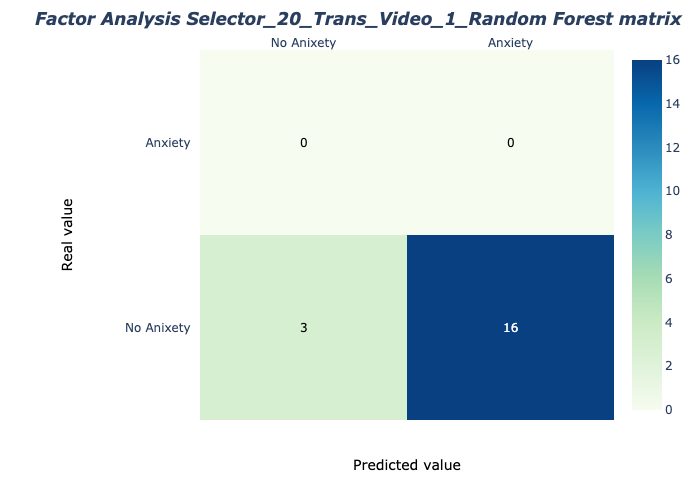 Factor Analysis Selector_20_Trans_Video_1_Random Forest matrix
No Anixety
Anxiety
16
14
12
10
8
6
4
2
0
Anxiety
0
0
Real value
No Anixety
3
16
Predicted value